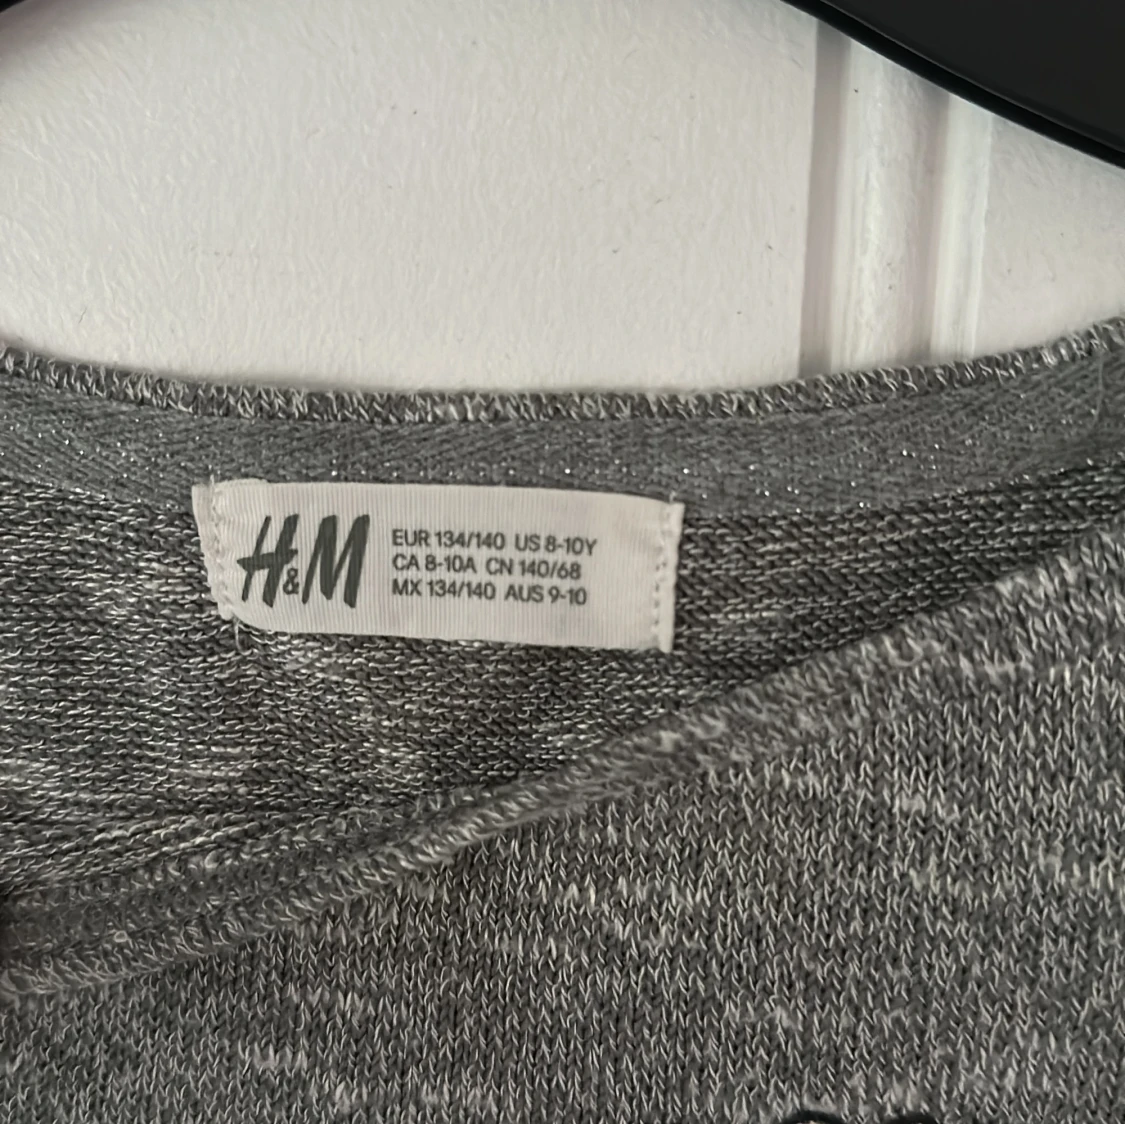 H&M
EUR 134/140 US 8-10Y
CA 8-10A CN 140/68
MX 134/140 AUS 9-10